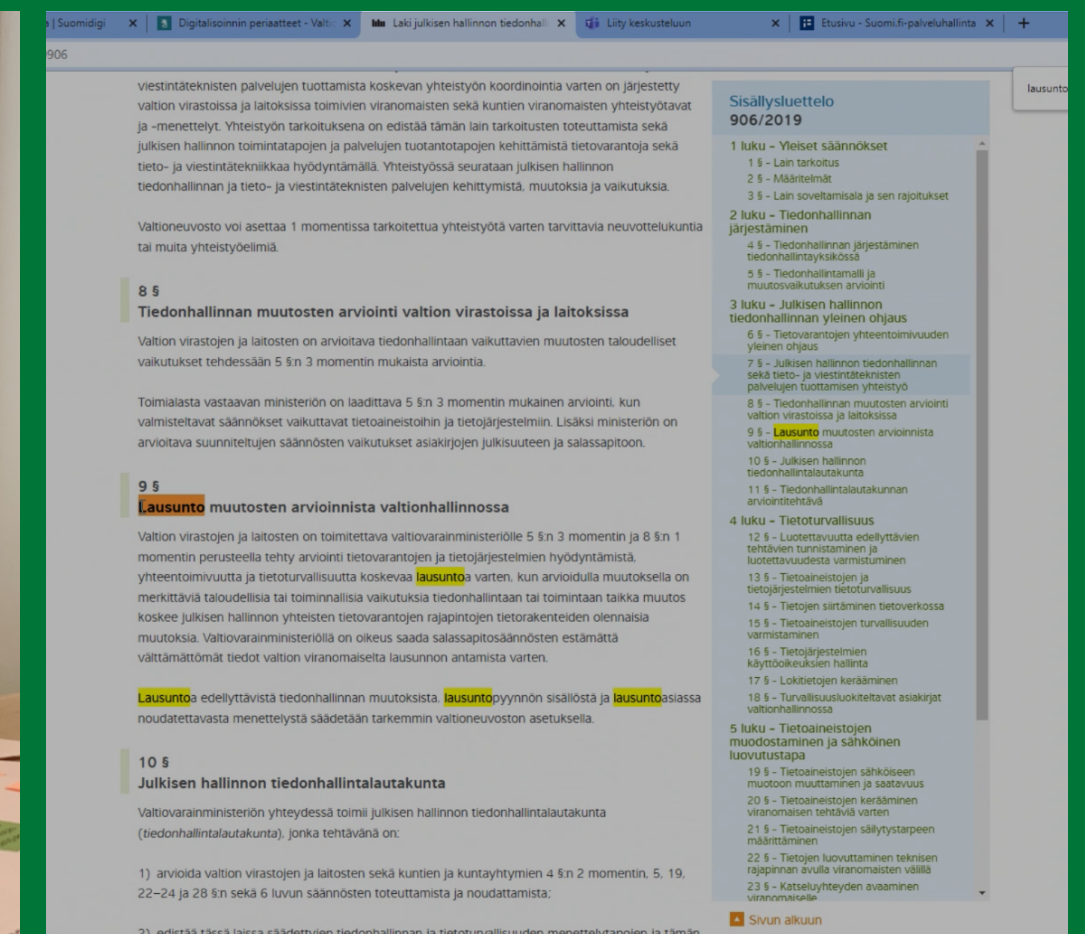 a | Suomidigi
Digitalisoinnin periaatteet - Valti
Laki julkisen hallinnon tiedonhall
Liity keskusteluun
Etusivu - Suomi.fi-palveluhallinta
906
lausunto
viestintäteknisten palvelujen tuottamista koskevan yhteistyön koordinointia varten on järjestetty
valtion virastoissa ja laitoksissa toimivien viranomaisten sekä kuntien viranomaisten yhteistyötavat
ja -menettelyt. Yhteistyön tarkoituksena on edistää tämän lain tarkoitusten toteuttamista sekä
julkisen hallinnon toimintatapojen ja palvelujen tuotantotapojen kehittämistä tietovarantoja sekä
tieto- ja viestintätekniikkaa hyödyntämällä. Yhteistyössä seurataan julkisen hallinnon
tiedonhallinnan ja tieto- ja viestintäteknisten palvelujen kehittymistä, muutoksia ja vaikutuksia.
Valtioneuvosto voi asettaa 1 momentissa tarkoitettua yhteistyötä varten tarvittavia neuvottelukuntia
tai muita yhteistyöelimiä.
8 §
Tiedonhallinnan muutosten arviointi valtion virastoissa ja laitoksissa
Valtion virastojen ja laitosten on arvioitava tiedonhallintaan vaikuttavien muutosten taloudelliset
vaikutukset tehdessään 5 §:n 3 momentin mukaista arviointia.
Toimialasta vastaavan ministeriön on laadittava 5 §:n 3 momentin mukainen arviointi, kun
valmisteltavat säännökset vaikuttavat tietoaineistoihin ja tietojärjestelmiin. Lisäksi ministeriön on
arvioitava suunniteltujen säännösten vaikutukset asiakirjojen julkisuuteen ja salassapitoon.
9 §
Lausunto muutosten arvioinnista valtionhallinnossa
Valtion virastojen ja laitosten on toimitettava valtiovarainministeriölle 5 §:n 3 momentin ja 8 §:n 1
momentin perusteella tehty arviointi tietovarantojen ja tietojärjestelmien hyödyntämistä,
yhteentoimivuutta ja tietoturvallisuutta koskevaa lausuntoa varten, kun arvioidulla muutoksella on
merkittäviä taloudellisia tai toiminnallisia vaikutuksia tiedonhallintaan tai toimintaan taikka muutos
koskee julkisen hallinnon yhteisten tietovarantojen rajapintojen tietorakenteiden olennaisia
muutoksia. Valtiovarainministeriöllä on oikeus saada salassapitosäännösten estämättä
välttämättömät tiedot valtion viranomaiselta lausunnon antamista varten.
Lausuntoa edellyttävistä tiedonhallinnan muutoksista, lausuntopyynnön sisällöstä ja lausuntoasiassa
noudatettavasta menettelystä säädetään tarkemmin valtioneuvoston asetuksella.
10 §
Julkisen hallinnon tiedonhallintalautakunta
Valtiovarainministeriön yhteydessä toimii julkisen hallinnon tiedonhallintalautakunta
(tiedonhallintalautakunta), jonka tehtävänä on:
1) arvioida valtion virastojen ja laitosten sekä kuntien ja kuntayhtymien 4 §:n 2 momentin, 5, 19,
22–24 ja 28 §:n sekä 6 luvun säännösten toteuttamista ja noudattamista;
2) edistää tässä laissa säädettyjen tiedonhallinnan ja tietoturvallisuuden menettelytapojen ja tämän
Sisällysluettelo
906/2019
1 luku – Yleiset säännökset
1 § – Lain tarkoitus
2 § – Määritelmät
3 § – Lain soveltamisala ja sen rajoitukset
2 luku – Tiedonhallinnan
järjestäminen
4 § – Tiedonhallinnan järjestäminen
tiedonhallintayksikössä
5 § – Tiedonhallintamalli ja
muutosvaikutuksen arviointi
3 luku – Julkisen hallinnon
tiedonhallinnan yleinen ohjaus
6 § – Tietovarantojen yhteentoimivuuden
yleinen ohjaus
7 § – Julkisen hallinnon tiedonhallinnan
sekä tieto- ja viestintäteknisten
palvelujen tuottamisen yhteistyö
8 § – Tiedonhallinnan muutosten arviointi
valtion virastoissa ja laitoksissa
9 § – Lausunto muutosten arvioinnista
valtionhallinnossa
10 § – Julkisen hallinnon
tiedonhallintalautakunta
11 § – Tiedonhallintalautakunnan
arviointitehtävä
4 luku – Tietoturvallisuus
12 § – Luotettavuutta edellyttävien
tehtävien tunnistaminen ja
luotettavuudesta varmistuminen
13 § – Tietoaineistojen ja
tietojärjestelmien tietoturvallisuus
14 § – Tietojen siirtäminen tietoverkossa
15 § – Tietoaineistojen turvallisuuden
varmistaminen
16 § – Tietojärjestelmien
käyttöoikeuksien hallinta
17 § – Lokitietojen kerääminen
18 § – Turvallisuusluokiteltavat asiakirjat
valtionhallinnossa
5 luku – Tietoaineistojen
muodostaminen ja sähköinen
luovutustapa
19 § – Tietoaineistojen sähköiseen
muotoon muuttaminen ja saatavuus
20 § – Tietoaineistojen kerääminen
viranomaisen tehtäviä varten
21 § – Tietoaineistojen säilytystarpeen
määrittäminen
22 § – Tietojen luovuttaminen teknisen
rajapinnan avulla viranomaisten välillä
23 § – Katseluyhteyden avaaminen
viranomaiselle
Sivun alkuun